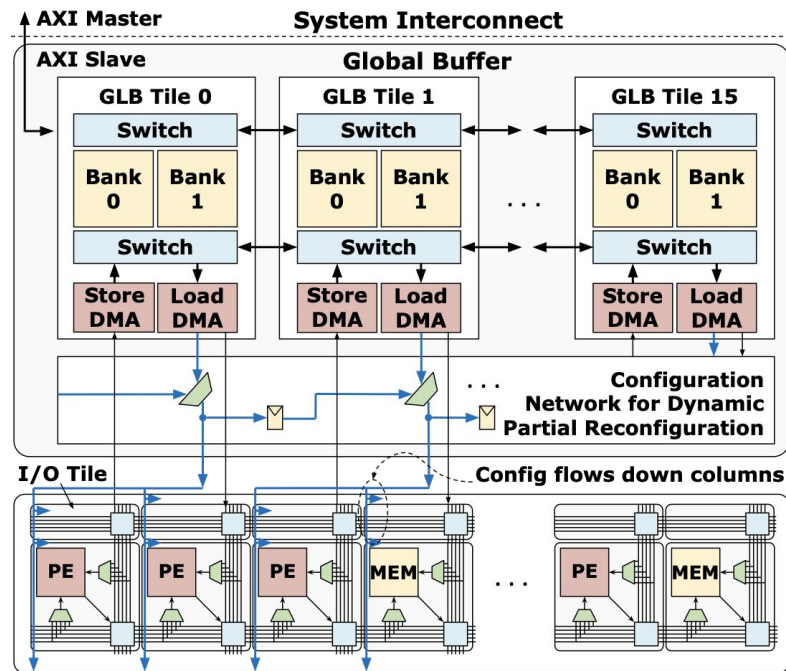 System Interconnect
AXI Master
AXI Slave
Global Buffer
GLB Tile 0
GLB Tile 1
GLB Tile 15
Switch
Switch
Switch
Bank
0
Bank
1
Bank
0
Bank
1
. . .
Bank
0
Bank
1
Switch
Switch
Switch
Store
DMA
Load
DMA
Store
DMA
Load
DMA
Store
DMA
Load
DMA
. . .
Configuration
Network for Dynamic
Partial Reconfiguration
I/O Tile
Config flows down columns
PE
PE
PE
MEM
. . .
PE
MEM